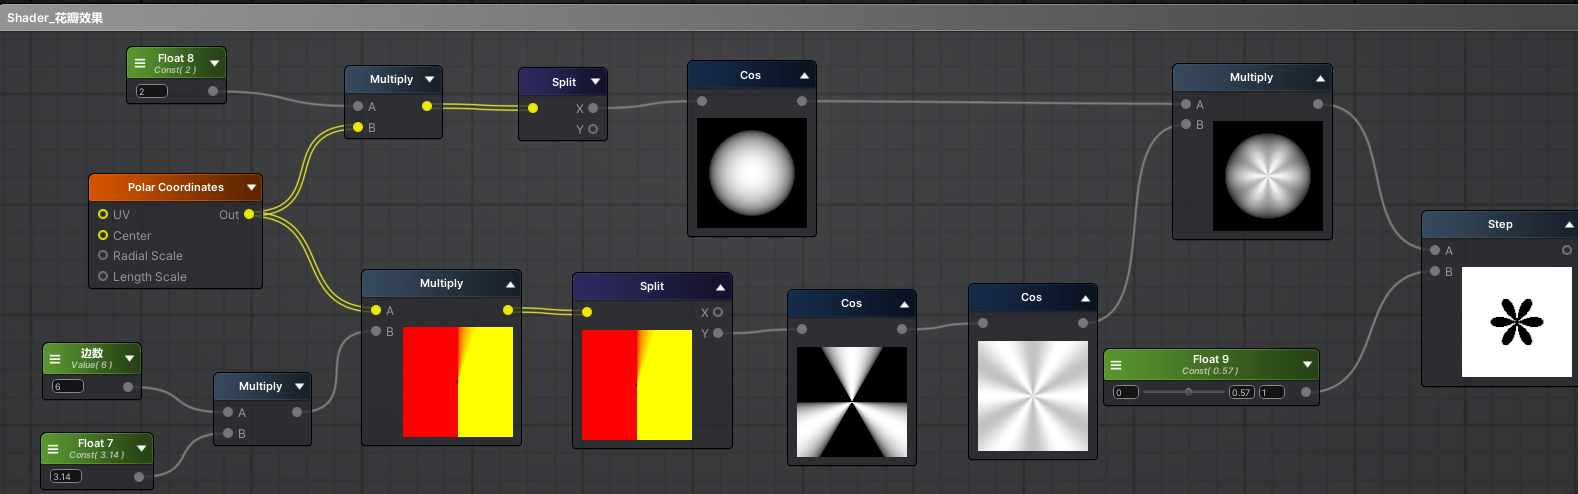 Shader_花瓣效果
Float 8
Const( 2 )
2
Multiply
A
B
Split
X
Y
Cos
Multiply
A
B
Polar Coordinates
UV
Out
Center
Radial Scale
Length Scale
Step
A
B
Multiply
A
B
Split
X
Y
Cos
Cos
边数
Value( 6 )
6
Multiply
A
B
Float 9
Const( 0.57 )
0
0.57
1
Float 7
Const( 3.14 )
3.14